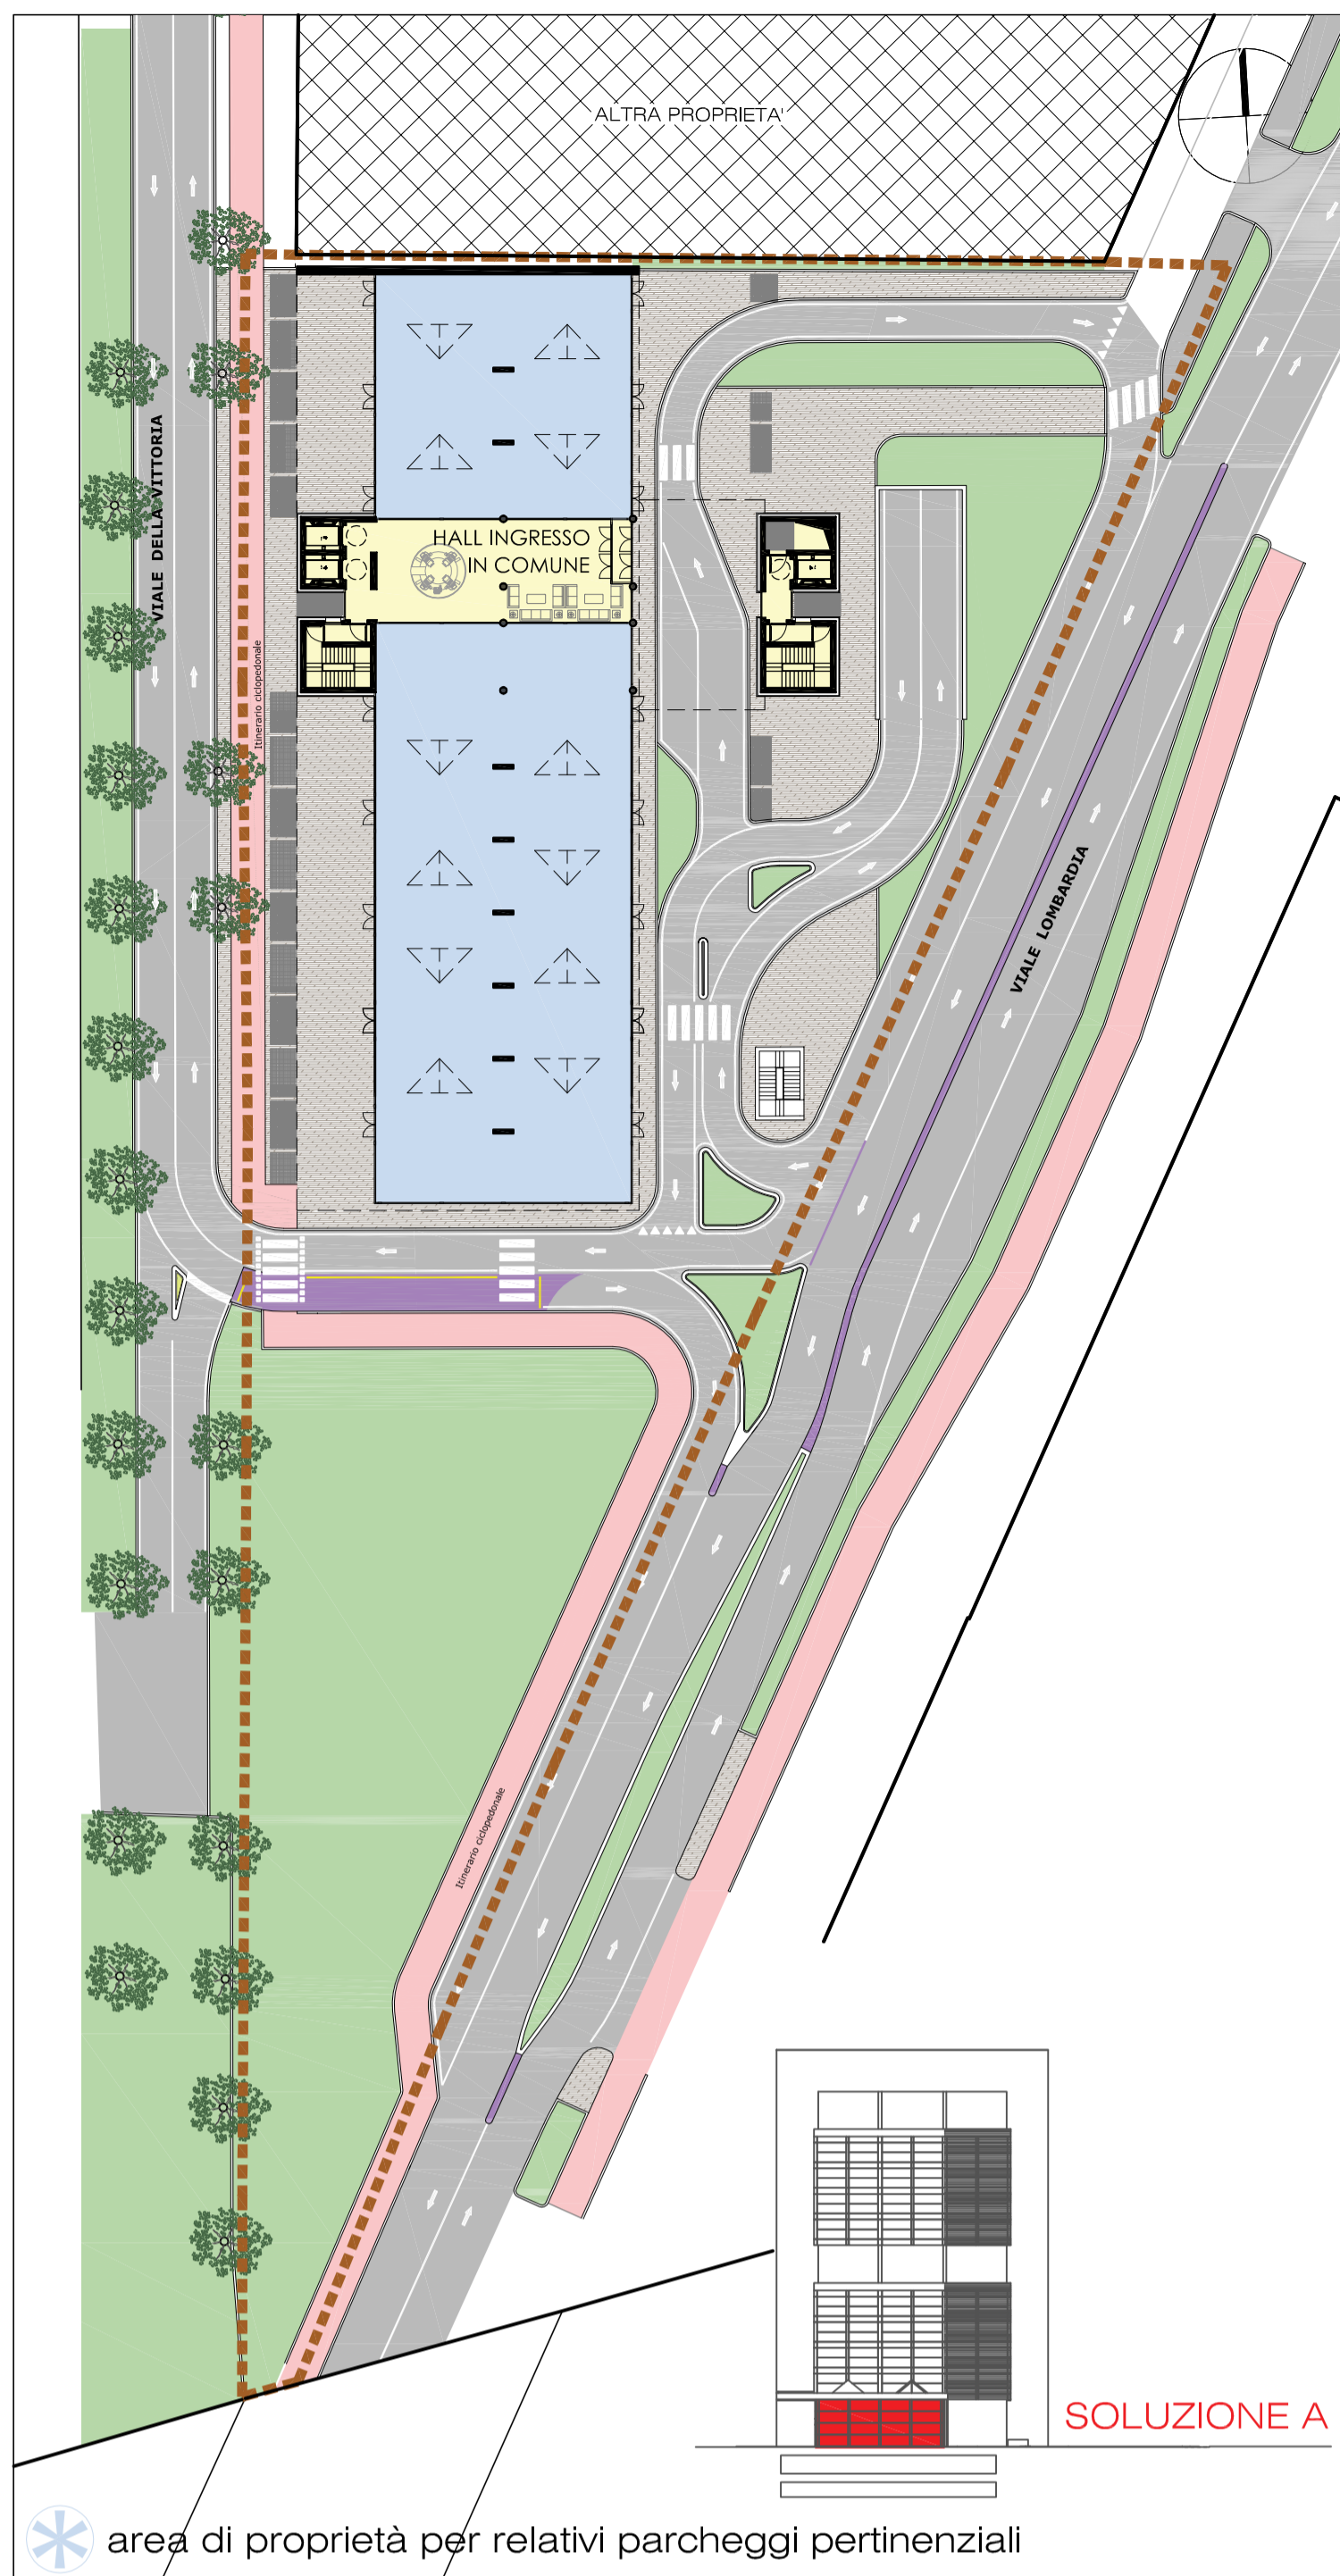 ALTRA PROPRIETA'
VIALE DELLA VITTORIA
HALL INGRESSO
IN COMUNE
Itinerario ciclopedonale
VIALE LOMBARDIA
Itinerario ciclopedonale
SOLUZIONE A
area di proprietà per relativi parcheggi pertinenziali